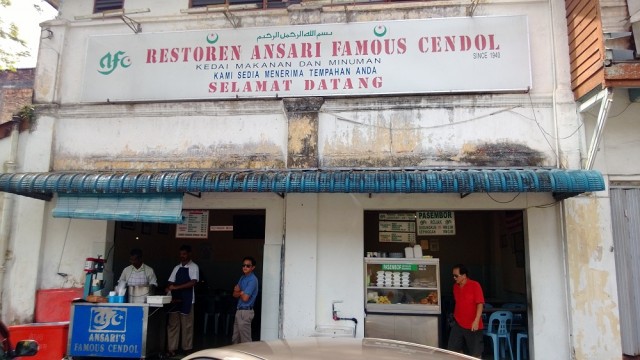 بسم الله الرحمن الرحيم
afc RESTOREN ANSARI FAMOUS CENDOL
SINCE 1940
KEDAI MAKANAN DAN MINUMAN
KAMI SEDIA MENERIMA TEMPAHAN ANDA
SELAMAT DATANG
PASEMBOR
PASEMBOR
afc
ANSARI'S
FAMOUS CENDOL